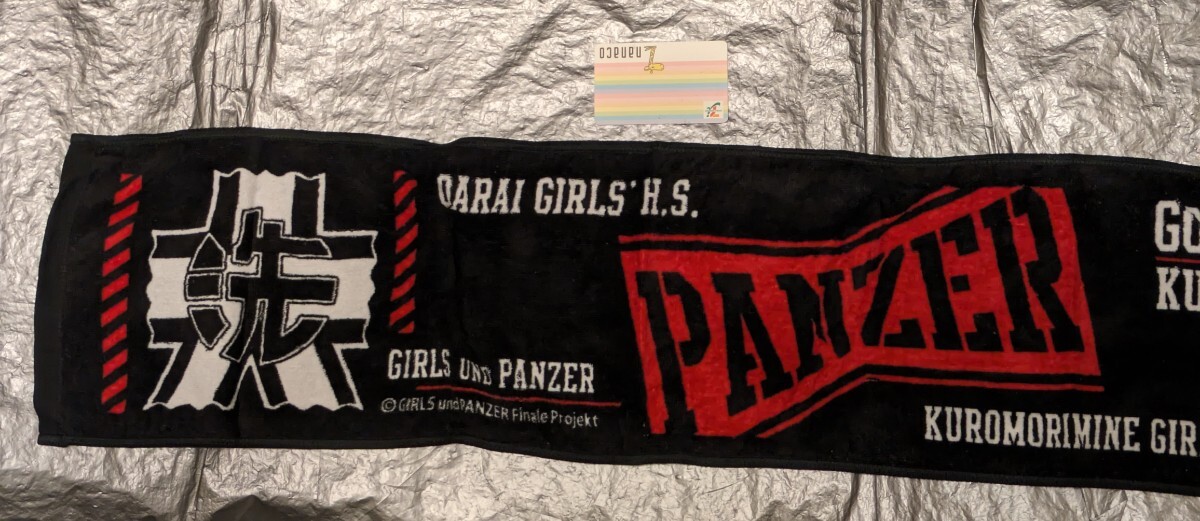 nanaco
洗
OARAI GIRLS' H.S.
PANZER
GO
KU
GIRLS UND PANZER
© GIRLS und PANZER Finale Projekt
KUROMORIMINE GIR